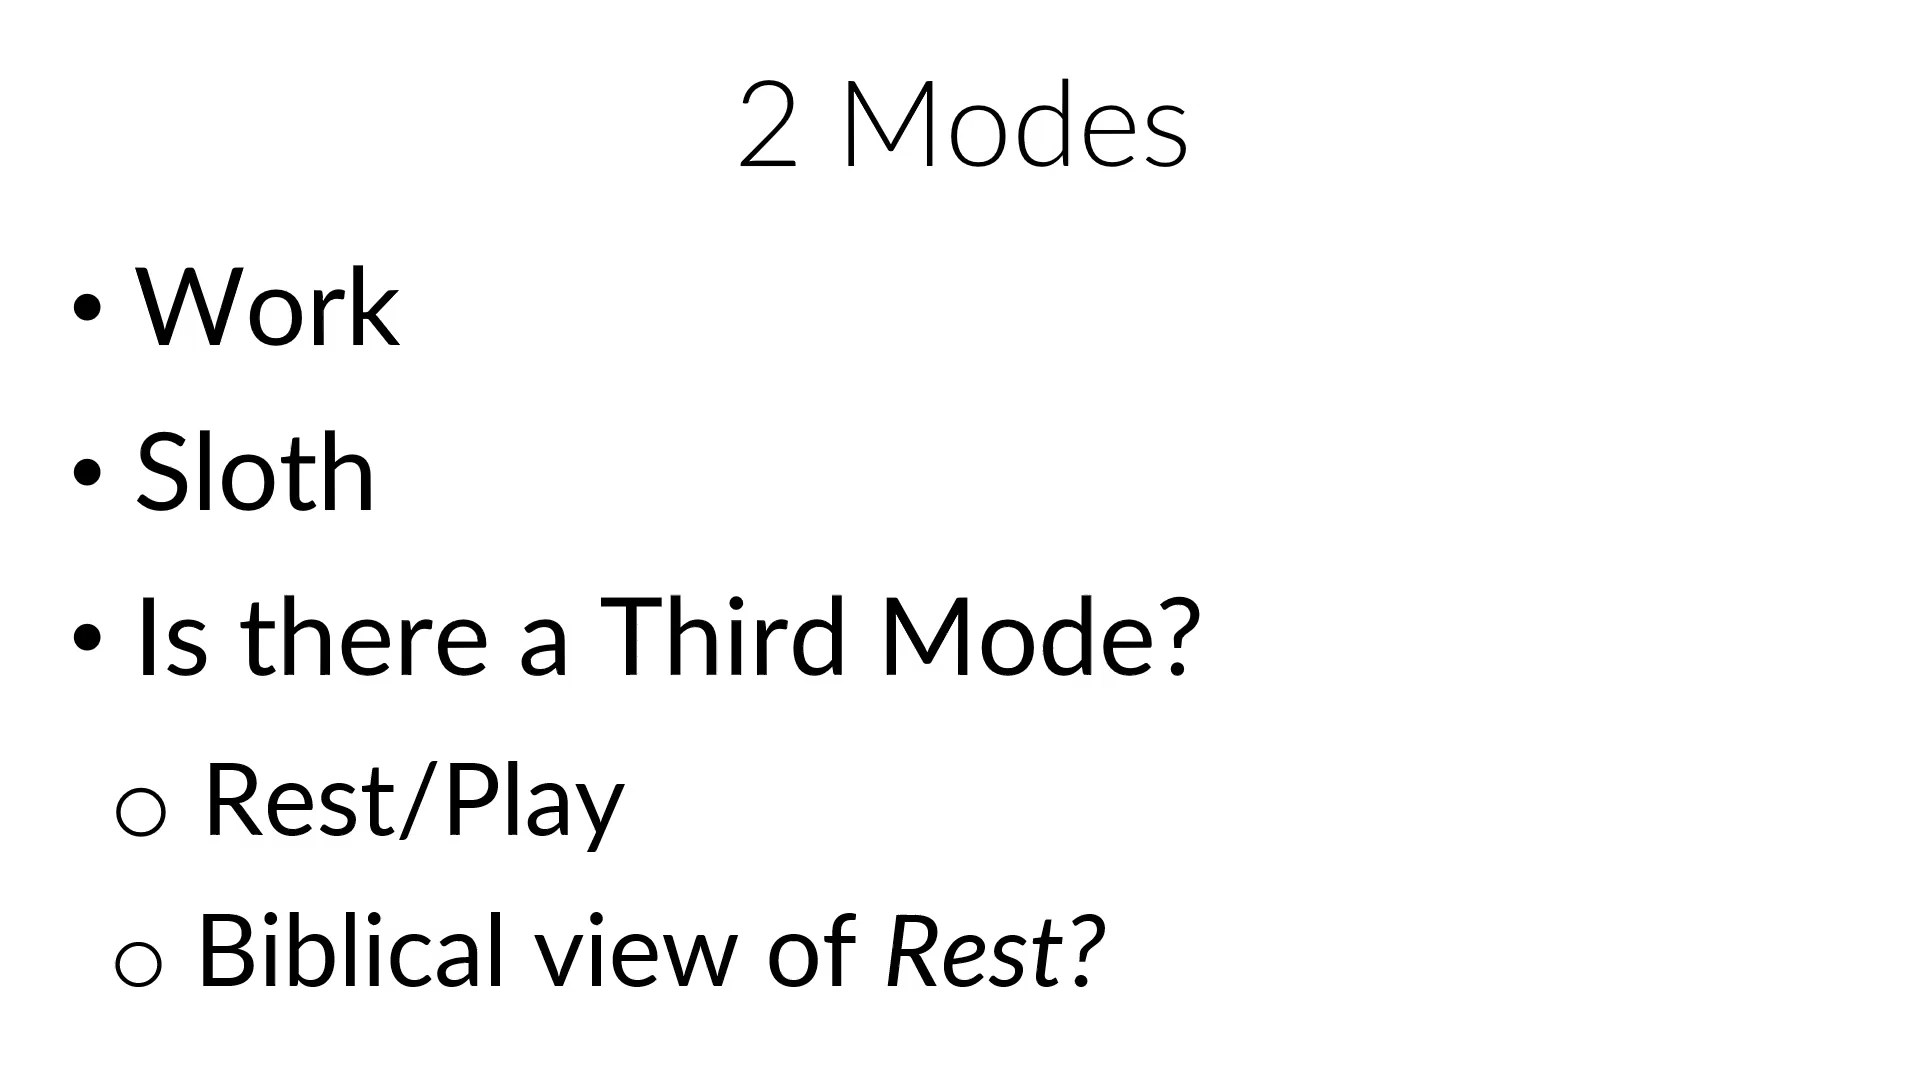 2 Modes
• Work
• Sloth
• Is there a Third Mode?
○ Rest/Play
○ Biblical view of Rest?